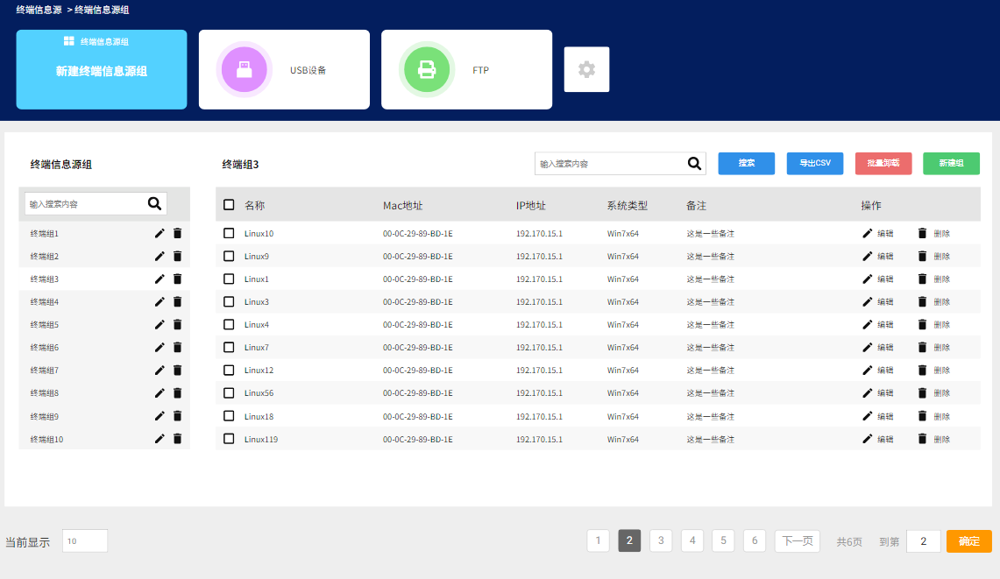 终端信息源 > 终端信息源组
终端信息源组
新建终端信息源组
USB设备
FTP
终端信息源组
输入搜索内容
终端组1
终端组2
终端组3
终端组4
终端组5
终端组6
终端组7
终端组8
终端组9
终端组10
终端组3
输入搜索内容 搜索 导出CSV 批量卸载 新建组
名称 Mac地址 IP地址 系统类型 备注 操作
Linux10 00-0C-29-89-BD-1E 192.170.15.1 Win7x64 这是一些备注 编辑 删除
Linux9 00-0C-29-89-BD-1E 192.170.15.1 Win7x64 这是一些备注 编辑 删除
Linux1 00-0C-29-89-BD-1E 192.170.15.1 Win7x64 这是一些备注 编辑 删除
Linux3 00-0C-29-89-BD-1E 192.170.15.1 Win7x64 这是一些备注 编辑 删除
Linux4 00-0C-29-89-BD-1E 192.170.15.1 Win7x64 这是一些备注 编辑 删除
Linux7 00-0C-29-89-BD-1E 192.170.15.1 Win7x64 这是一些备注 编辑 删除
Linux12 00-0C-29-89-BD-1E 192.170.15.1 Win7x64 这是一些备注 编辑 删除
Linux56 00-0C-29-89-BD-1E 192.170.15.1 Win7x64 这是一些备注 编辑 删除
Linux18 00-0C-29-89-BD-1E 192.170.15.1 Win7x64 这是一些备注 编辑 删除
Linux119 00-0C-29-89-BD-1E 192.170.15.1 Win7x64 这是一些备注 编辑 删除
当前显示 10 1 2 3 4 5 6 下一页 共6页 到第 2 确定